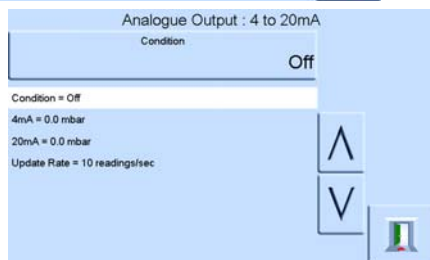 Analogue Output : 4 to 20mA
Condition
Off
Condition = Off
4mA = 0.0 mbar
20mA = 0.0 mbar
Update Rate = 10 readings/sec